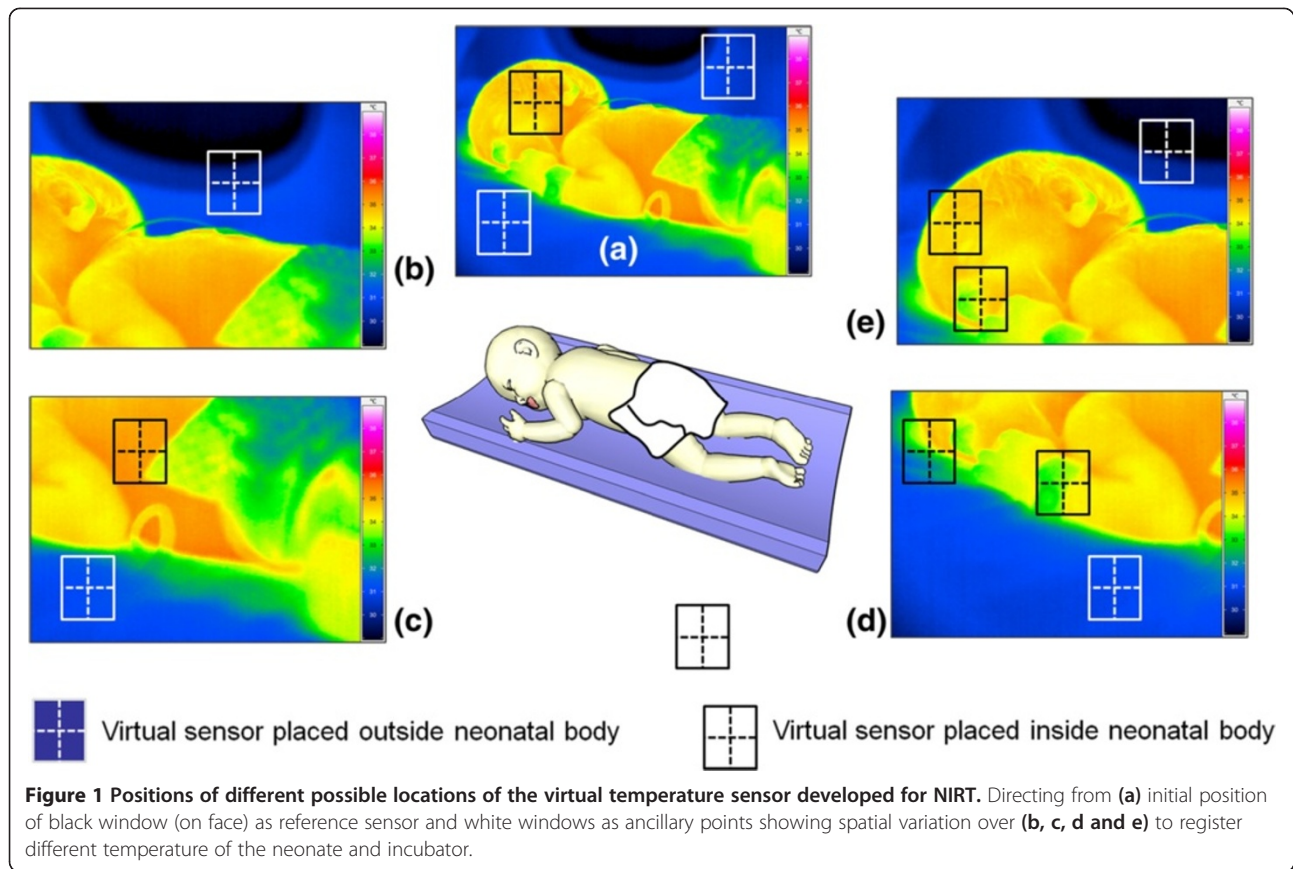 (a)
(b)
(c)
(d)
(e)
Virtual sensor placed outside neonatal body
Virtual sensor placed inside neonatal body
Figure 1 Positions of different possible locations of the virtual temperature sensor developed for NIRT. Directing from (a) initial position
of black window (on face) as reference sensor and white windows as ancillary points showing spatial variation over (b, c, d and e) to register
different temperature of the neonate and incubator.